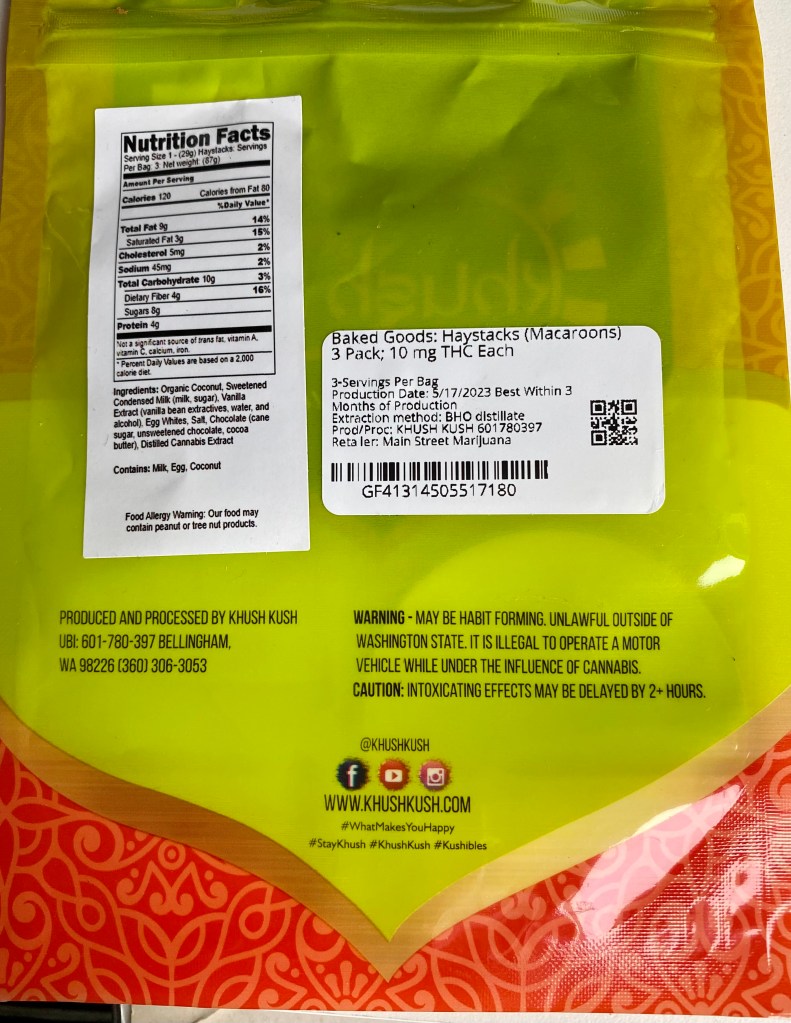 Nutrition Facts
Serving Size 1 - (29g) Haystacks: Servings
Per Bag: 3 Net weight: (87g)
Amount Per Serving
Calories 120 Calories from Fat 80
%Daily Value*
Total Fat 9g 14%
Saturated Fat 3g 15%
Cholesterol 5mg 2%
Sodium 45mg 2%
Total Carbohydrate 10g 3%
Dietary Fiber 4g 16%
Sugars 8g
Protein 4g
Not a significant source of trans fat, vitamin A,
vitamin C, calcium, iron.
* Percent Daily Values are based on a 2,000
calorie diet.
Ingredients: Organic Coconut, Sweetened
Condensed Milk (milk, sugar), Vanilla
Extract (vanilla bean extractives, water, and
alcohol), Egg Whites, Salt, Chocolate (cane
sugar, unsweetened chocolate, cocoa
butter), Distilled Cannabis Extract
Contains: Milk, Egg, Coconut
Food Allergy Warning: Our food may
contain peanut or tree nut products.
Baked Goods: Haystacks (Macaroons)
3 Pack; 10 mg THC Each
3-Servings Per Bag
Production Date: 5/17/2023 Best Within 3
Months of Production
Extraction method: BHO distillate
Prod/Proc: KHUSH KUSH 601780397
Retailer: Main Street Marijuana
GF41314505517180
PRODUCED AND PROCESSED BY KHUSH KUSH
UBI: 601-780-397 BELLINGHAM,
WA 98226 (360) 306-3053
WARNING - MAY BE HABIT FORMING. UNLAWFUL OUTSIDE OF
WASHINGTON STATE. IT IS ILLEGAL TO OPERATE A MOTOR
VEHICLE WHILE UNDER THE INFLUENCE OF CANNABIS.
CAUTION: INTOXICATING EFFECTS MAY BE DELAYED BY 2+ HOURS.
@KHUSHKUSH
WWW.KHUSHKUSH.COM
#WhatMakesYouHappy
#StayKhush #KhushKush #Kushibles